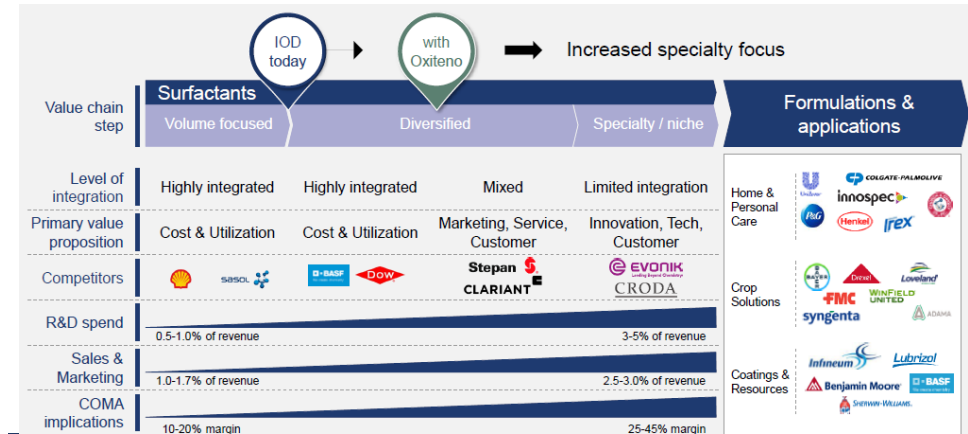 IOD
today
with
Oxiteno
Increased specialty focus
Value chain
step
Surfactants
Volume focused
Diversified
Specialty / niche
Formulations &
applications
Level of
integration
Highly integrated
Highly integrated
Mixed
Limited integration
Primary value
proposition
Cost & Utilization
Cost & Utilization
Marketing, Service,
Customer
Innovation, Tech,
Customer
Competitors
sasol
BASF
Dow
Stepan
CLARIANT
EVONIK
CRODA
R&D spend
0.5-1.0% of revenue
3-5% of revenue
Sales &
Marketing
1.0-1.7% of revenue
2.5-3.0% of revenue
COMA
implications
10-20% margin
25-45% margin
Home &
Personal
Care
Unilever
COLGATE-PALMOLIVE
innospec
P&G
Henkel
Irex
Crop
Solutions
BAYER
Drexel
Loveland
FMC
WINFIELD
UNITED
syngenta
ADAMA
Coatings &
Resources
Infineum
Lubrizol
Benjamin Moore
BASF
SHERWIN-WILLIAMS.